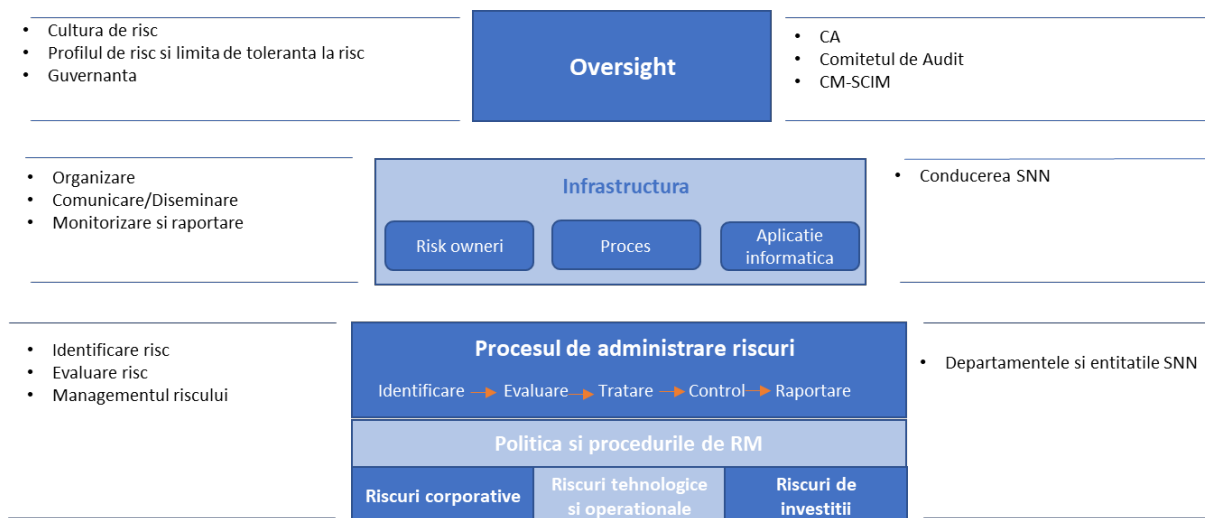 • Cultura de risc
• Profilul de risc si limita de toleranta la risc
• Guvernanta
Oversight
• CA
• Comitetul de Audit
• CM-SCIM
• Organizare
• Comunicare/Diseminare
• Monitorizare si raportare
Infrastructura
Risk owneri
Proces
Aplicatie
informatica
• Conducerea SNN
• Identificare risc
• Evaluare risc
• Managementul riscului
Procesul de administrare riscuri
Identificare → Evaluare → Tratare → Control → Raportare
Politica si procedurile de RM
Riscuri corporative
Riscuri tehnologice
si operationale
Riscuri de
investitii
• Departamentele si entitatile SNN